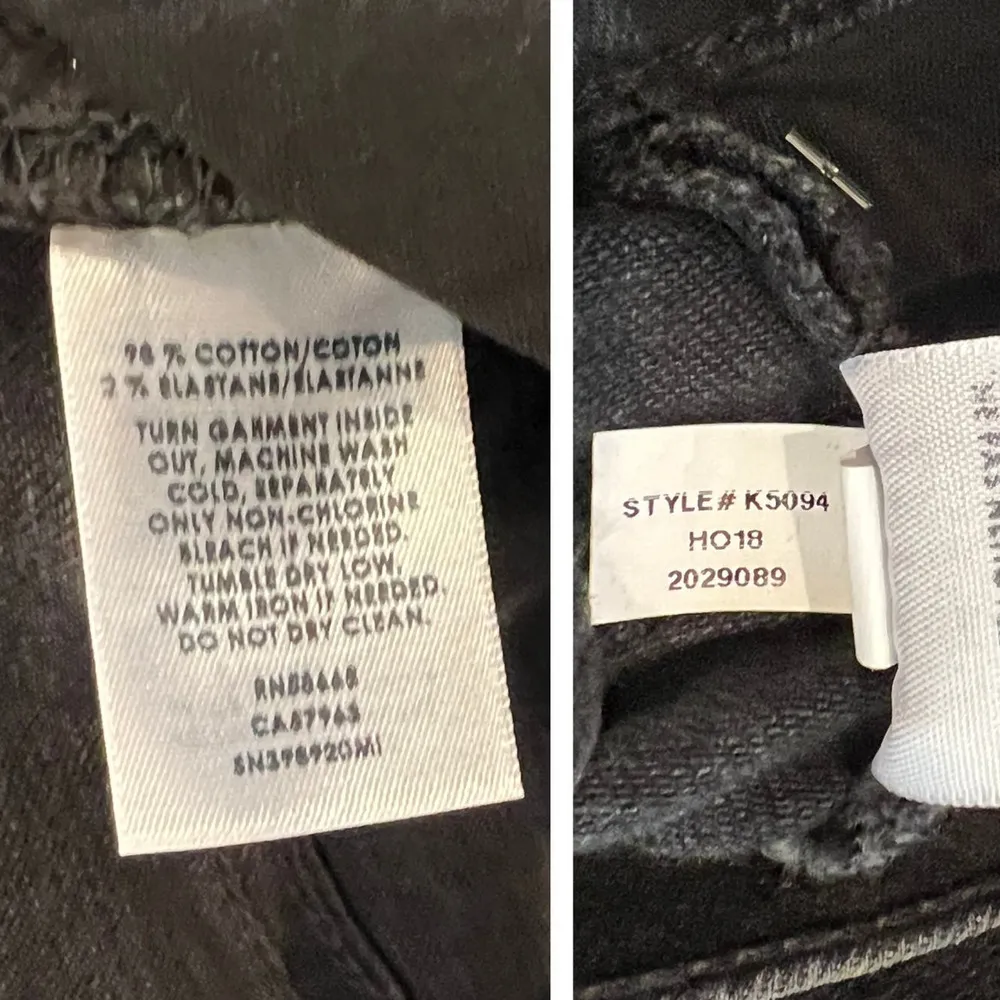 98 % COTTON/COTON
2 % ELASTANE/ELASTANNE
TURN GARMENT INSIDE
OUT, MACHINE WASH
COLD, SEPARATELY
ONLY NON-CHLORINE
BLEACH IF NEEDED.
TUMBLE DRY LOW.
WARM IRON IF NEEDED.
DO NOT DRY CLEAN.
STYLE# K5094
HO18
2029089